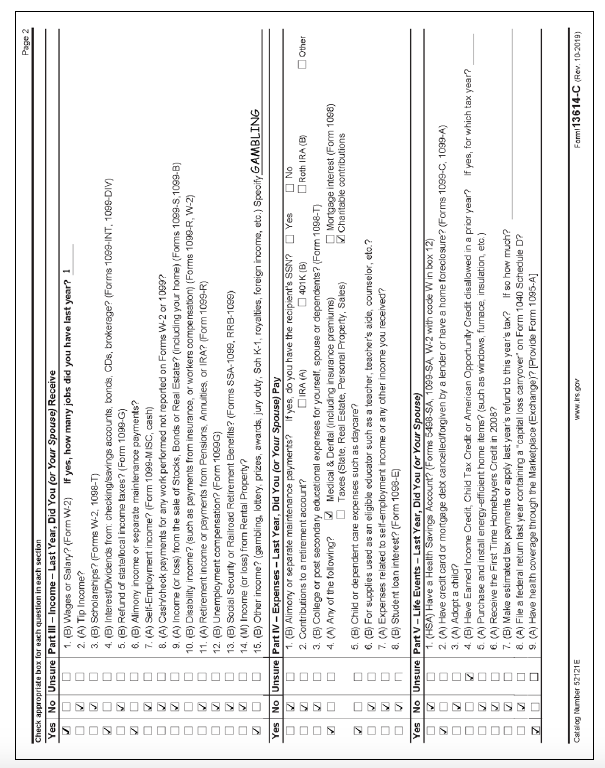 Page 2
Check appropriate box for each question in each section
Yes No Unsure Part III – Income – Last Year, Did You (or Your Spouse) Receive
1. (B) Wages or Salary? (Form W-2) If yes, how many jobs did you have last year? 1
2. (A) Tip Income?
3. (B) Scholarships? (Forms W-2, 1098-T)
4. (B) Interest/Dividends from: checking/savings accounts, bonds, CDs, brokerage? (Forms 1099-INT, 1099-DIV)
5. (B) Refund of state/local income taxes? (Form 1099-G)
6. (B) Alimony income or separate maintenance payments?
7. (A) Self-Employment income? (Form 1099-MISC, cash)
8. (A) Cash/check payments for any work performed not reported on Forms W-2 or 1099?
9. (A) Income (or loss) from the sale of Stocks, Bonds or Real Estate? (including your home) (Forms 1099-S,1099-B)
10. (B) Disability income? (such as payments from insurance, or workers compensation) (Forms 1099-R, W-2)
11. (A) Retirement income or payments from Pensions, Annuities, or IRA? (Form 1099-R)
12. (B) Unemployment compensation? (Form 1099G)
13. (B) Social Security or Railroad Retirement Benefits? (Forms SSA-1099, RRB-1099)
14. (M) Income (or loss) from Rental Property?
15. (B) Other income? (gambling, lottery, prizes, awards, jury duty, Sch K-1, royalties, foreign income, etc.) Specify GAMBLING
Yes No Unsure Part IV – Expenses – Last Year, Did You (or Your Spouse) Pay
1. (B) Alimony or separate maintenance payments? If yes, do you have the recipient's SSN? Yes No
2. Contributions to a retirement account? IRA (A) 401K (B) Roth IRA (B) Other
3. (B) College or post secondary educational expenses for yourself, spouse or dependents? (Form 1098-T)
4. (A) Any of the following? Medical & Dental (including insurance premiums) Mortgage interest (Form 1098)
Taxes (State, Real Estate, Personal Property, Sales) Charitable contributions
5. (B) Child or dependent care expenses such as daycare?
6. (B) For supplies used as an eligible educator such as a teacher, teacher's aide, counselor, etc.?
7. (A) Expenses related to self-employment income or any other income you received?
8. (B) Student loan interest? (Form 1098-E)
Yes No Unsure Part V – Life Events – Last Year, Did You (or Your Spouse)
1. (HSA) Have a Health Savings Account? (Forms 5498-SA, 1099-SA, W-2 with code W in box 12)
2. (A) Have credit card or mortgage debt cancelled/forgiven by a lender or have a home foreclosure? (Forms 1099-C, 1099-A)
3. (A) Adopt a child?
4. (B) Have Earned Income Credit, Child Tax Credit or American Opportunity Credit disallowed in a prior year? If yes, for which tax year?
5. (A) Purchase and install energy-efficient home items? (such as windows, furnace, insulation, etc.)
6. (A) Receive the First Time Homebuyers Credit in 2008?
7. (B) Make estimated tax payments or apply last year's refund to this year's tax? If so how much?
8. (A) File a federal return last year containing a "capital loss carryover" on Form 1040 Schedule D?
9. (A) Have health coverage through the Marketplace (Exchange)? [Provide Form 1095-A]
Catalog Number 52121E www.irs.gov Form 13614-C (Rev. 10-2019)